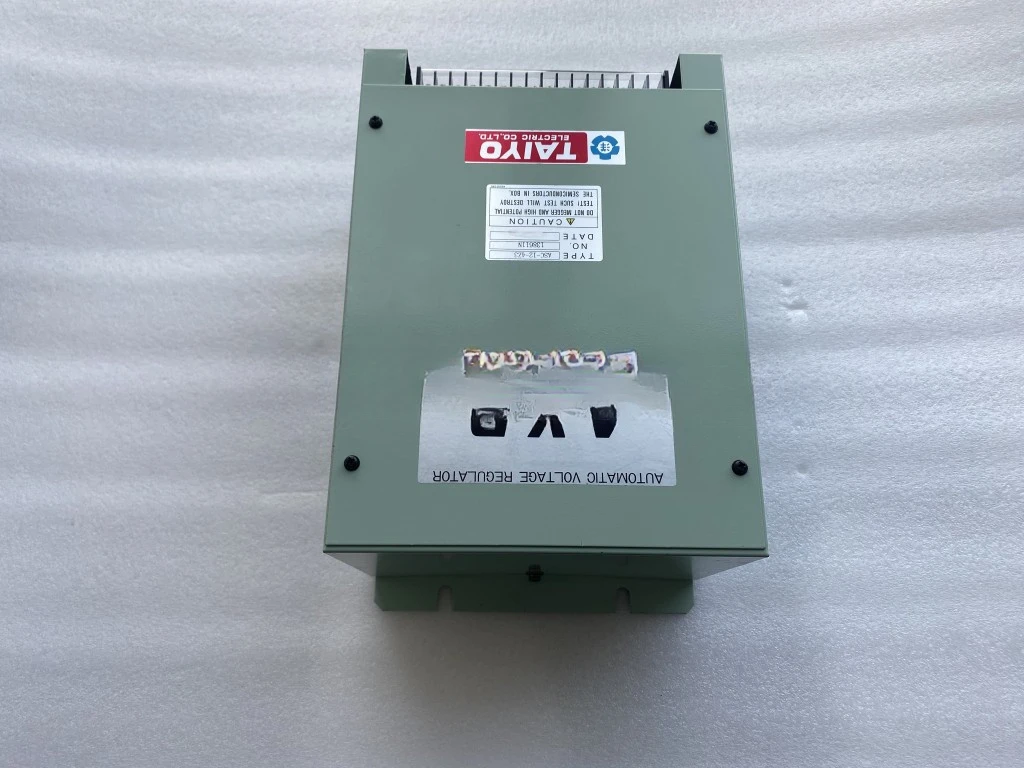 AUTOMATIC VOLTAGE REGULATOR
TYPE
NO. 138611N
DATE
CAUTION
DO NOT MEGGER AND HIGH POTENTIAL
TEST! SUCH TEST WILL DESTROY
THE SEMICONDUCTORS IN BOX.
TAIYO
ELECTRIC CO.,LTD.